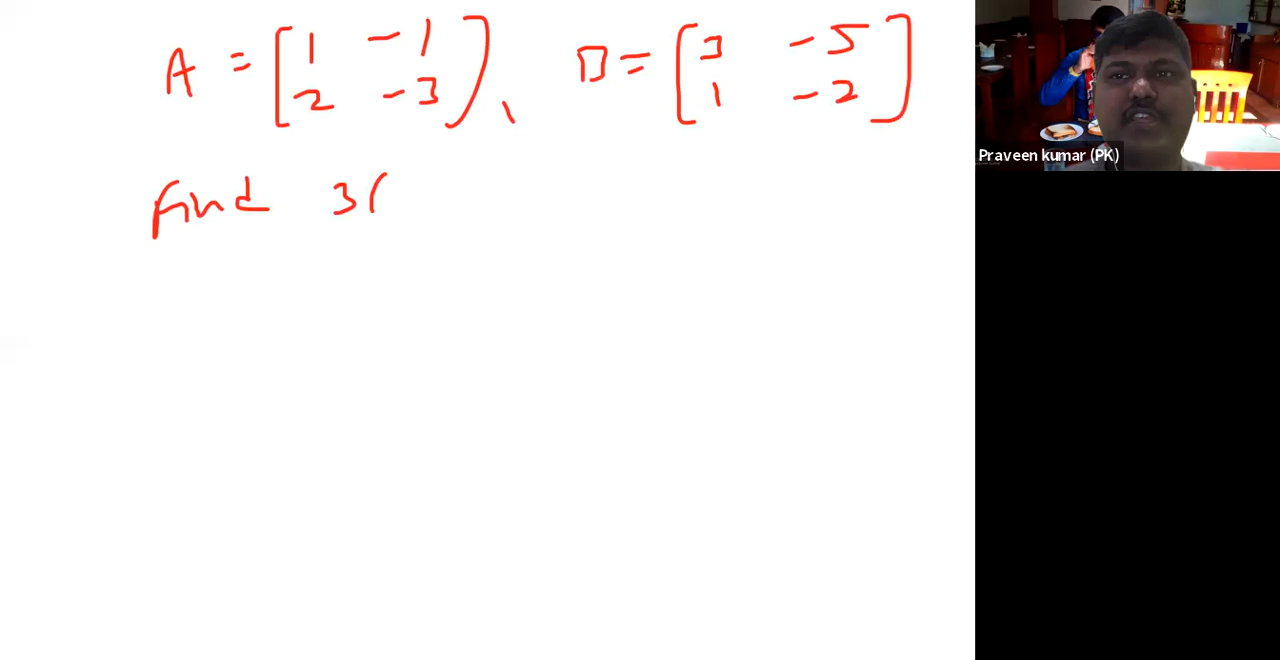 A = [1 -1), B = [3 -5]
2 -3 1 -2
Find 3(
Praveen kumar (PK)